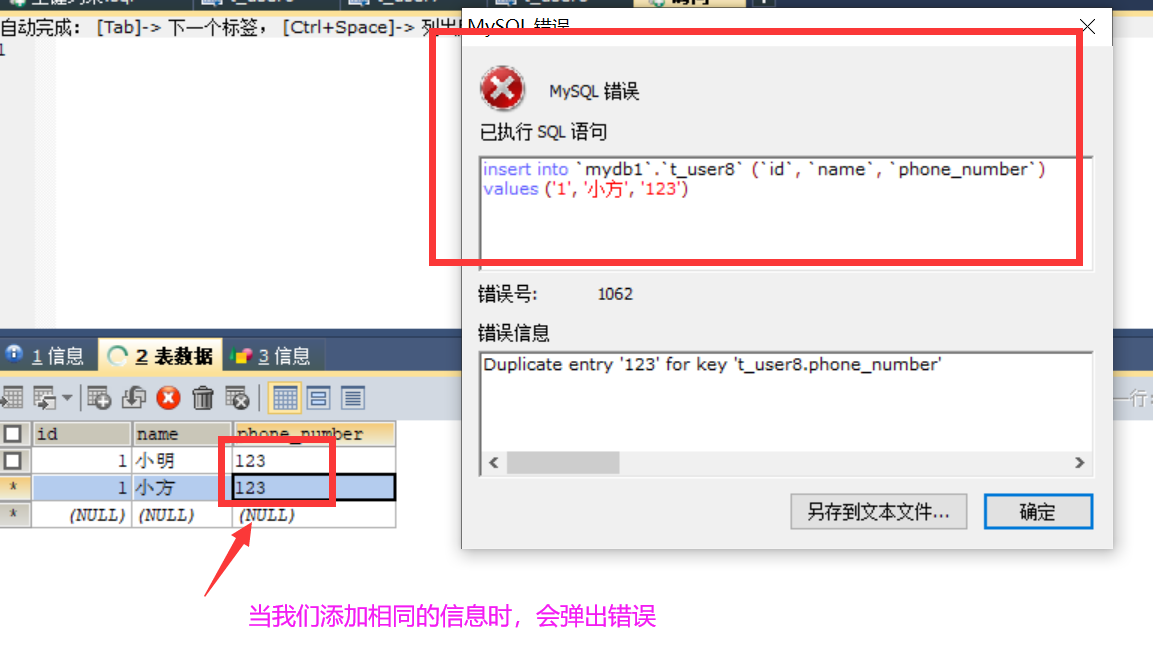 自动完成： [Tab]-> 下一个标签， [Ctrl+Space]-> 列出
MySQL 错误
1
MySQL 错误
已执行 SQL 语句
insert into `mydb1`.`t_user8` (`id`, `name`, `phone_number`)
values ('1', '小方', '123')
错误号: 1062
错误信息
Duplicate entry '123' for key 't_user8.phone_number'
另存到文本文件... 确定
1 信息 2 表数据 3 信息
一行
id name phone_number
1 小明 123
* 1 小方 123
* (NULL) (NULL) (NULL)
当我们添加相同的信息时，会弹出错误